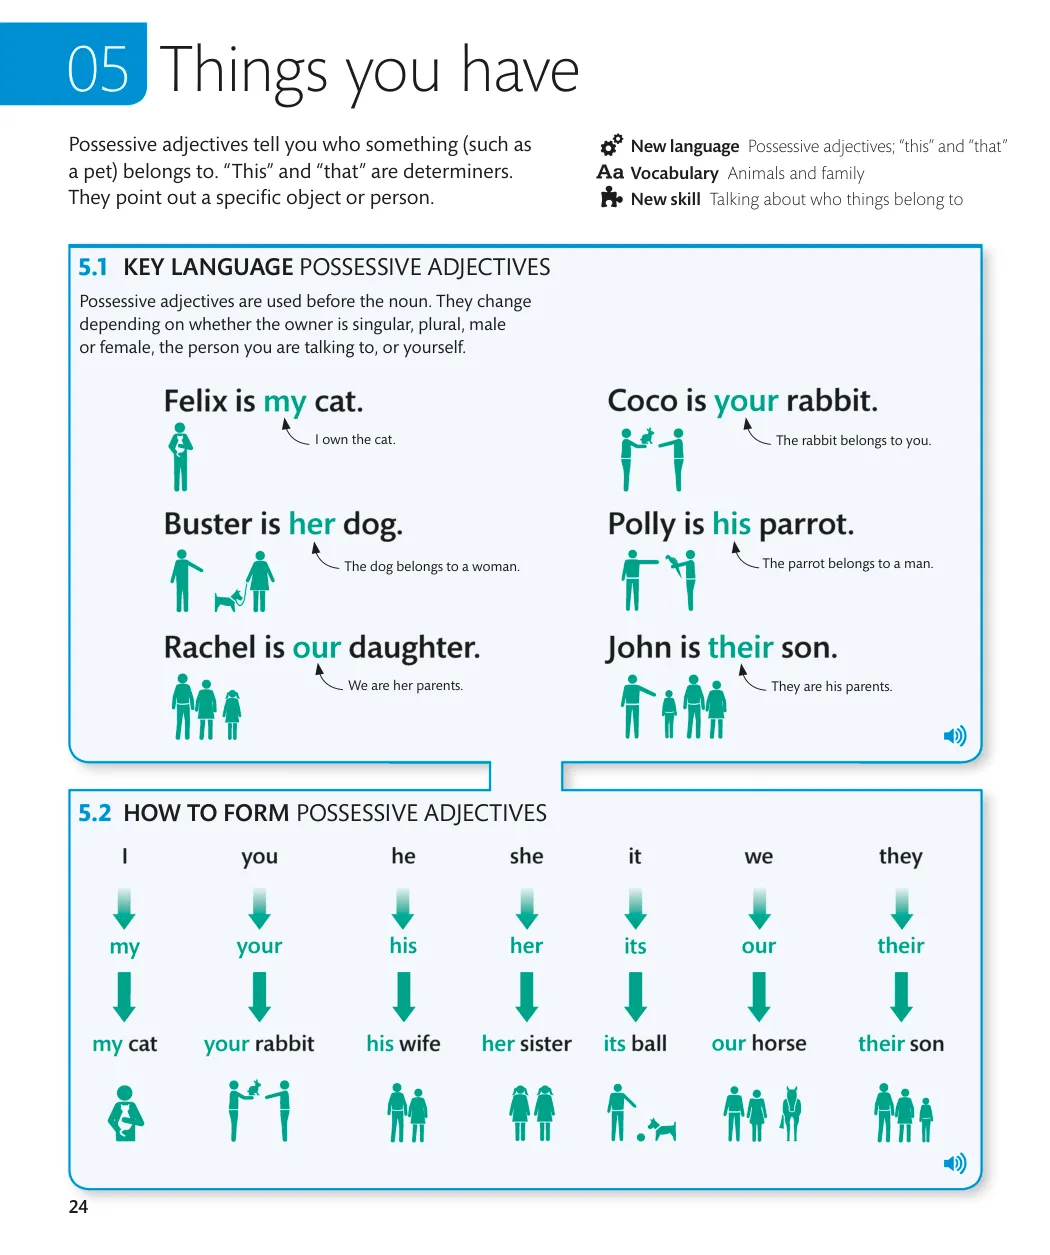 05 Things you have
Possessive adjectives tell you who something (such as
a pet) belongs to. “This” and “that” are determiners.
They point out a specific object or person.
New language Possessive adjectives; “this” and “that”
Aa Vocabulary Animals and family
New skill Talking about who things belong to
5.1 KEY LANGUAGE POSSESSIVE ADJECTIVES
Possessive adjectives are used before the noun. They change
depending on whether the owner is singular, plural, male
or female, the person you are talking to, or yourself.
Felix is my cat.
I own the cat.
Coco is your rabbit.
The rabbit belongs to you.
Buster is her dog.
The dog belongs to a woman.
Polly is his parrot.
The parrot belongs to a man.
Rachel is our daughter.
We are her parents.
John is their son.
They are his parents.
5.2 HOW TO FORM POSSESSIVE ADJECTIVES
I you he she it we they
my your his her its our their
my cat your rabbit his wife her sister its ball our horse their son
24